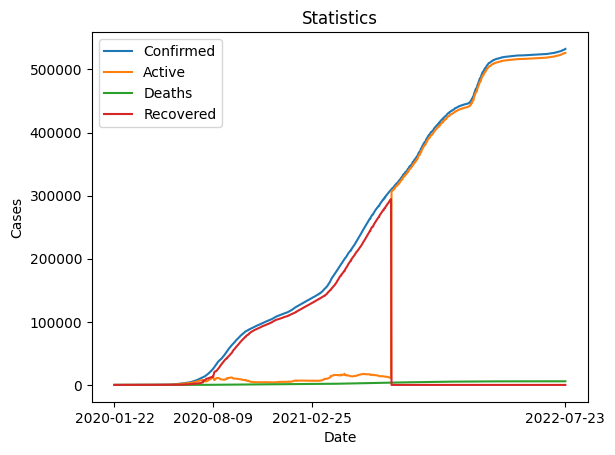 Statistics
Confirmed
Active
Deaths
Recovered
500000
400000
300000
200000
100000
0
Cases
2020-01-22
2020-08-09
2021-02-25
2022-07-23
Date